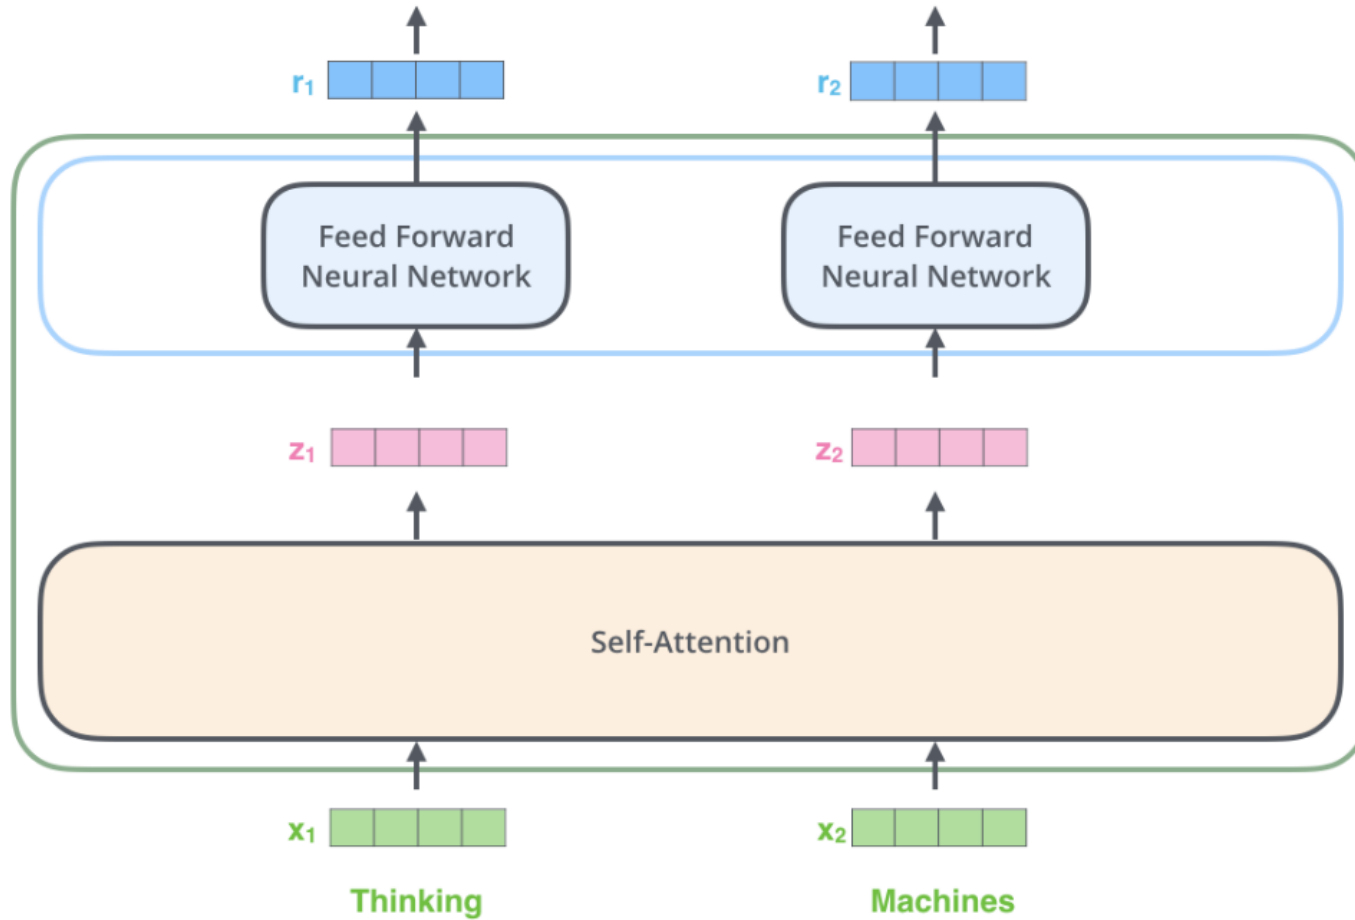 r₁ r₂
Feed Forward Neural Network
Feed Forward Neural Network
z₁ z₂
Self-Attention
x₁ x₂
Thinking Machines